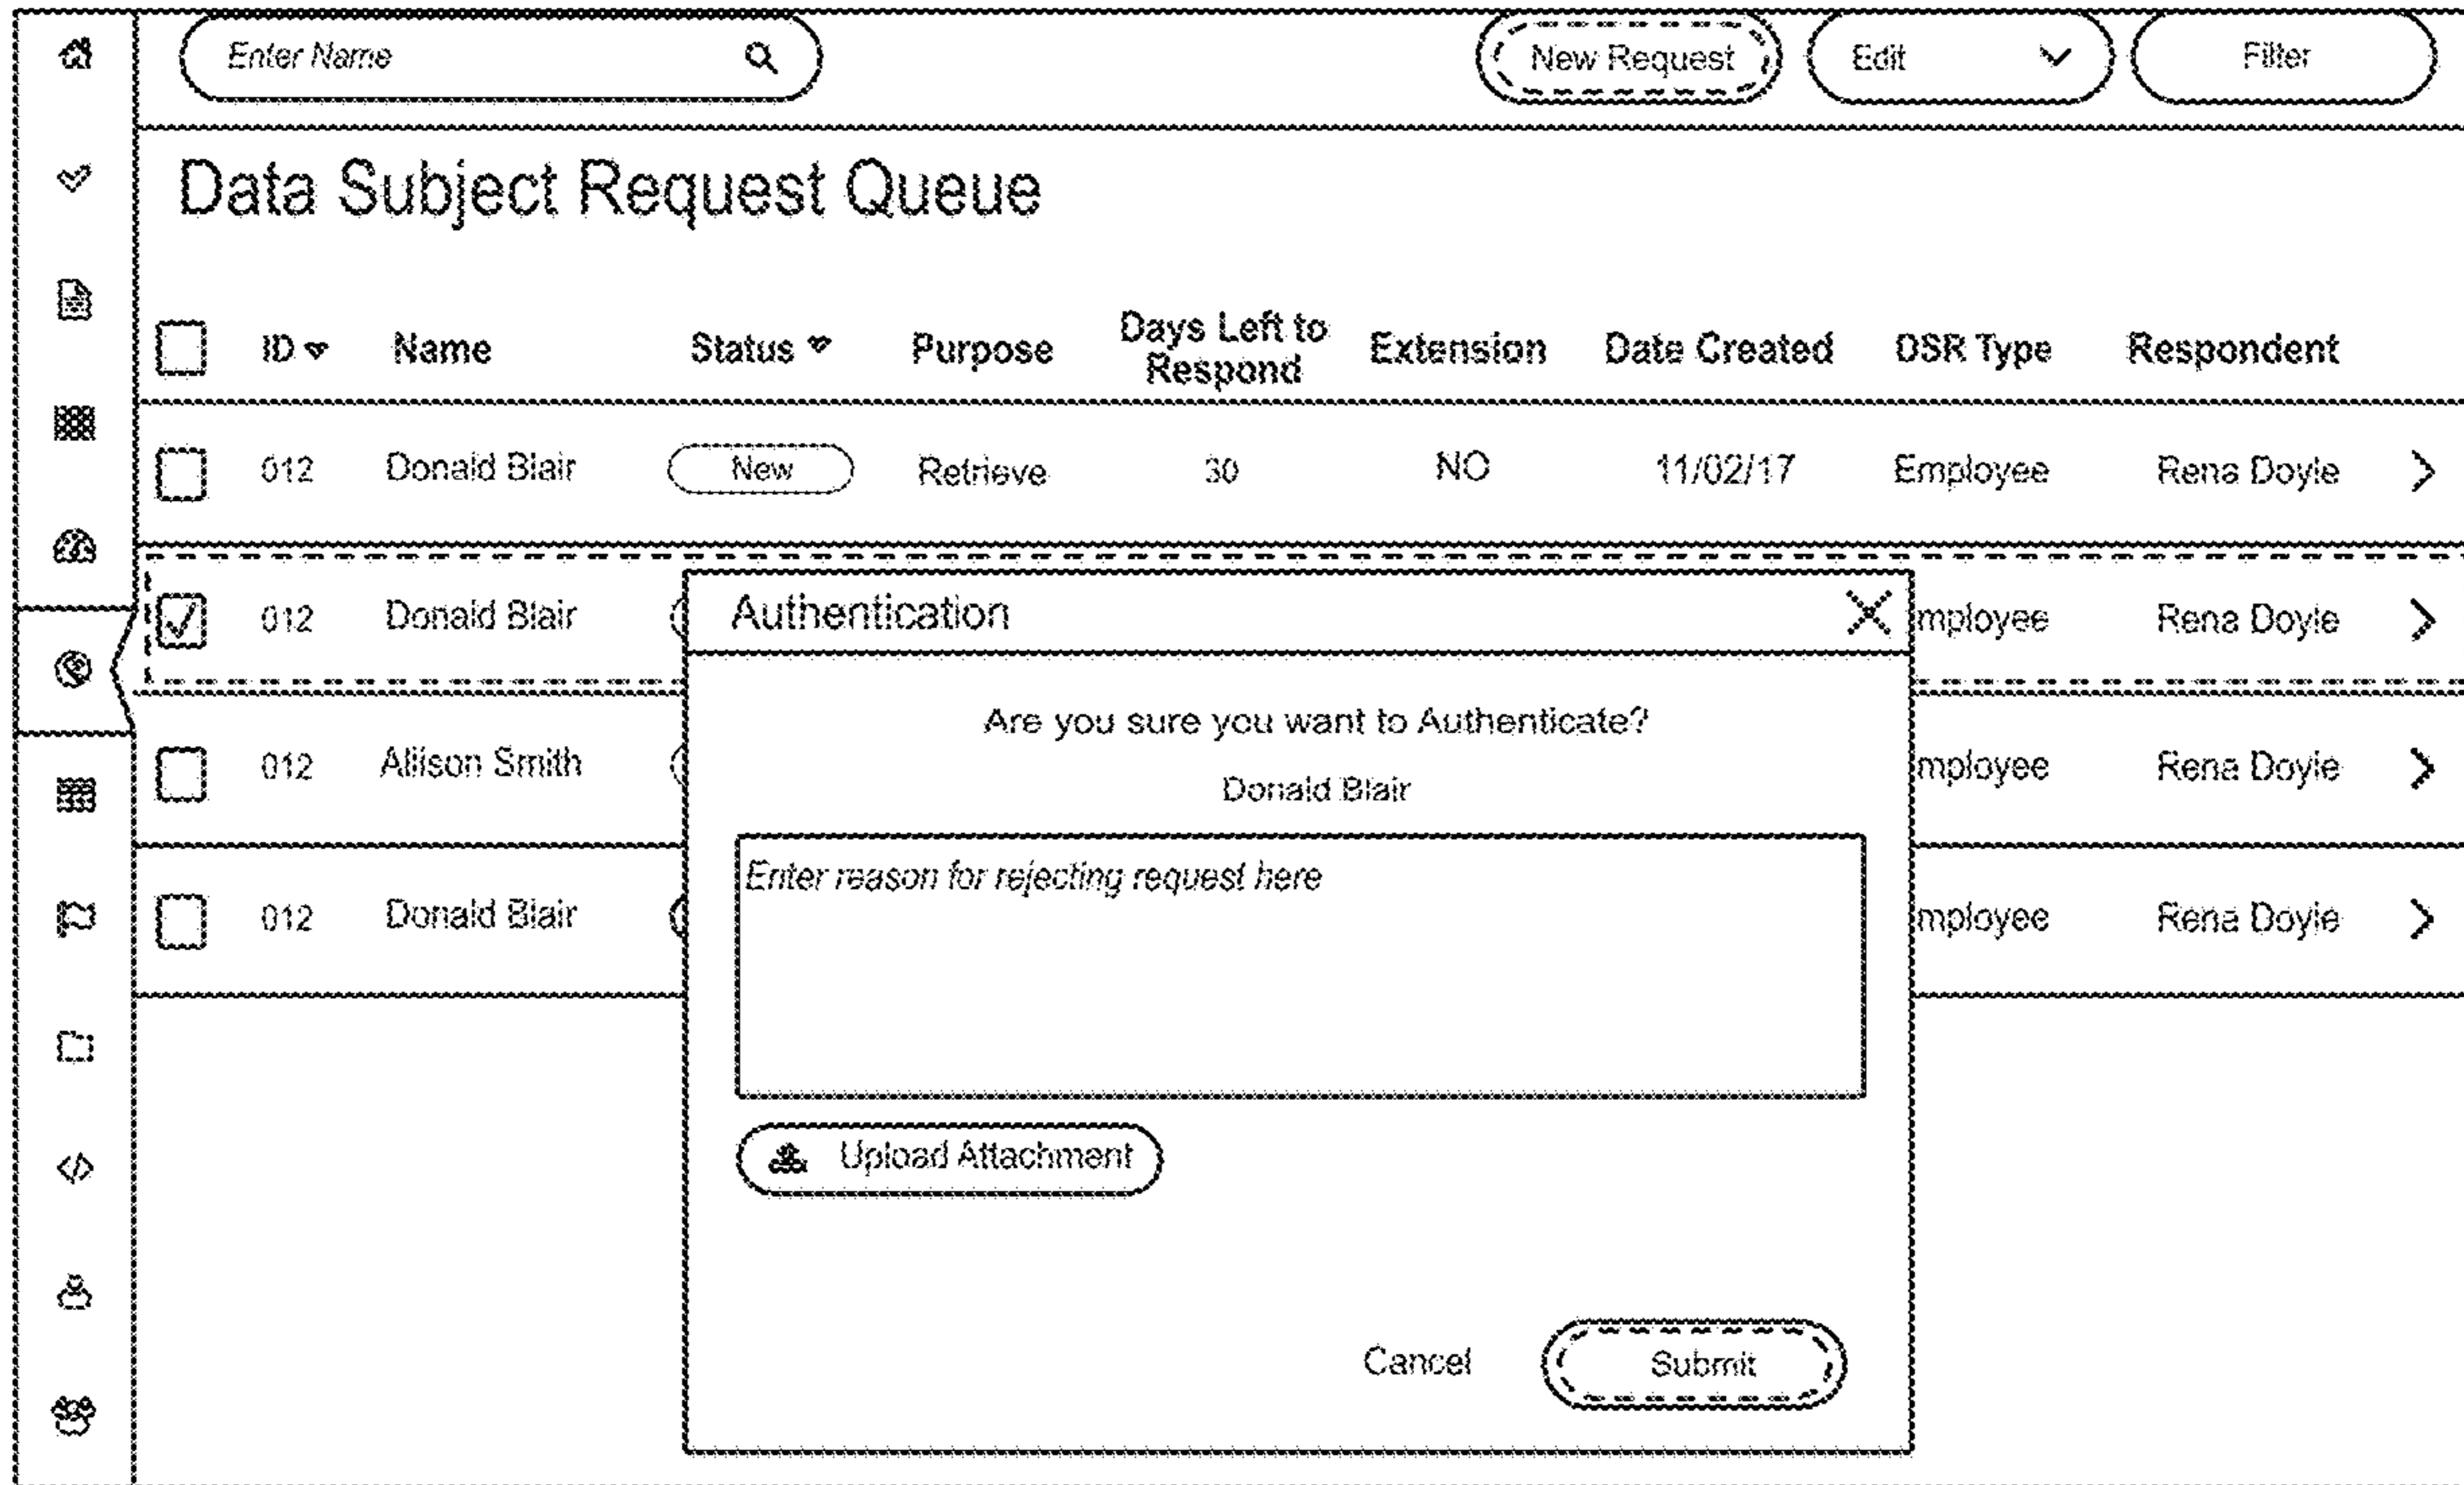 Enter Name
New Request Edit Filter
Data Subject Request Queue
ID Name Status Purpose Days Left to Respond Extension Date Created DSR Type Respondent
012 Donald Blair New Retrieve 30 NO 11/02/17 Employee Rena Doyle
012 Donald Blair mployee Rena Doyle
Authentication
Are you sure you want to Authenticate?
Donald Blair
012 Allison Smith mployee Rena Doyle
Enter reason for rejecting request here
012 Donald Blair mployee Rena Doyle
Upload Attachment
Cancel Submit